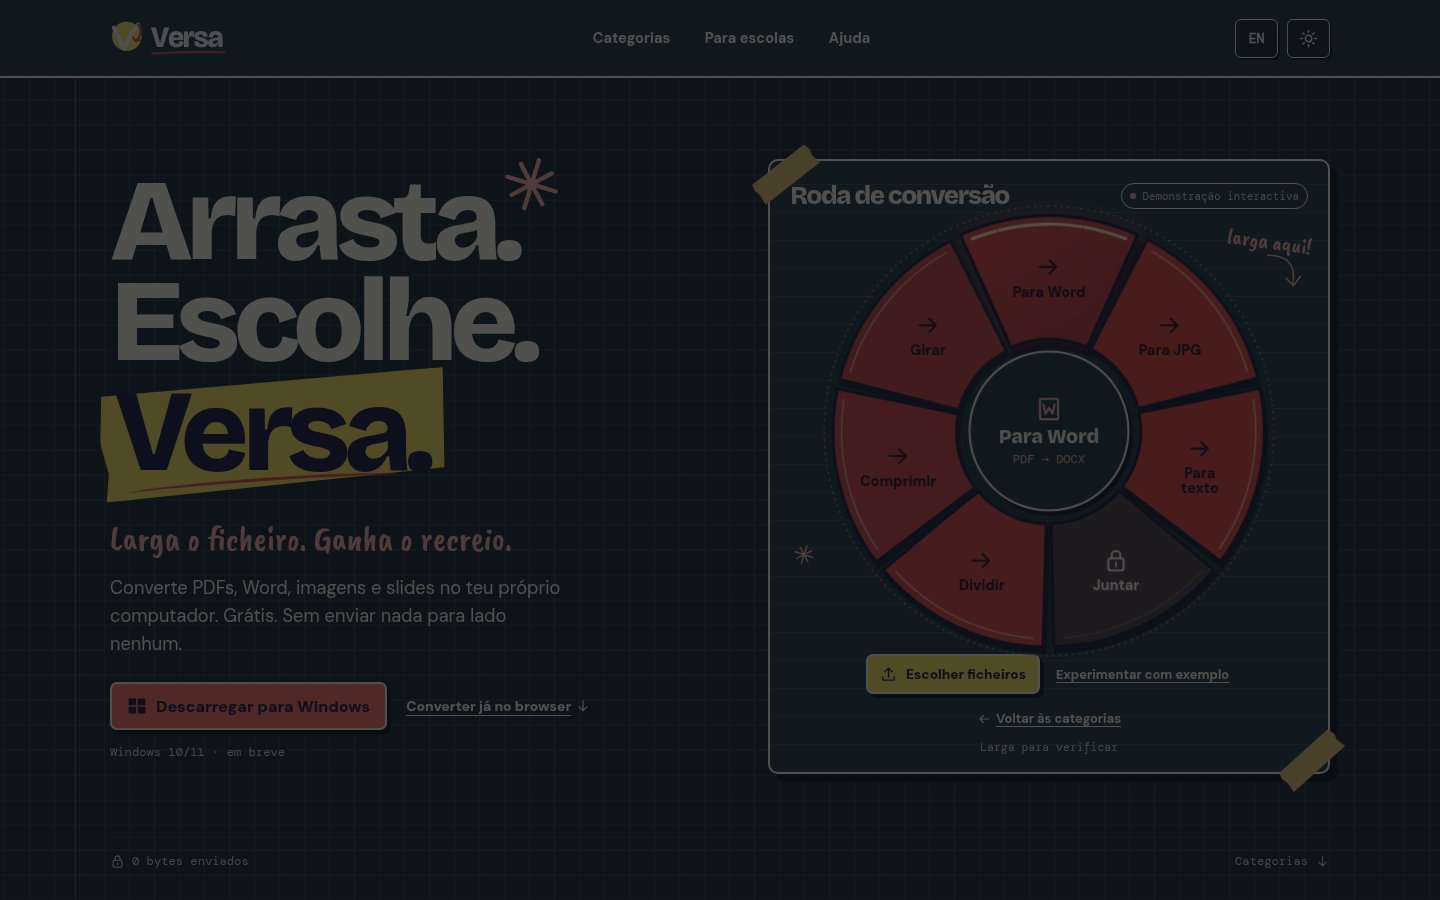 Versa
Categorias
Para escolas
Ajuda
EN
Arrasta.
Escolhe.
Versa.
Larga o ficheiro. Ganha o recreio.
Converte PDFs, Word, imagens e slides no teu próprio
computador. Grátis. Sem enviar nada para lado
nenhum.
Descarregar para Windows
Converter já no browser ↓
Windows 10/11 · em breve
Roda de conversão
Demonstração interactiva
larga aqui!
→
Para Word
→
Para JPG
→
Para
texto
Juntar
→
Dividir
→
Comprimir
→
Girar
W
Para Word
PDF → DOCX
Escolher ficheiros
Experimentar com exemplo
← Voltar às categorias
Larga para verificar
0 bytes enviados
Categorias ↓